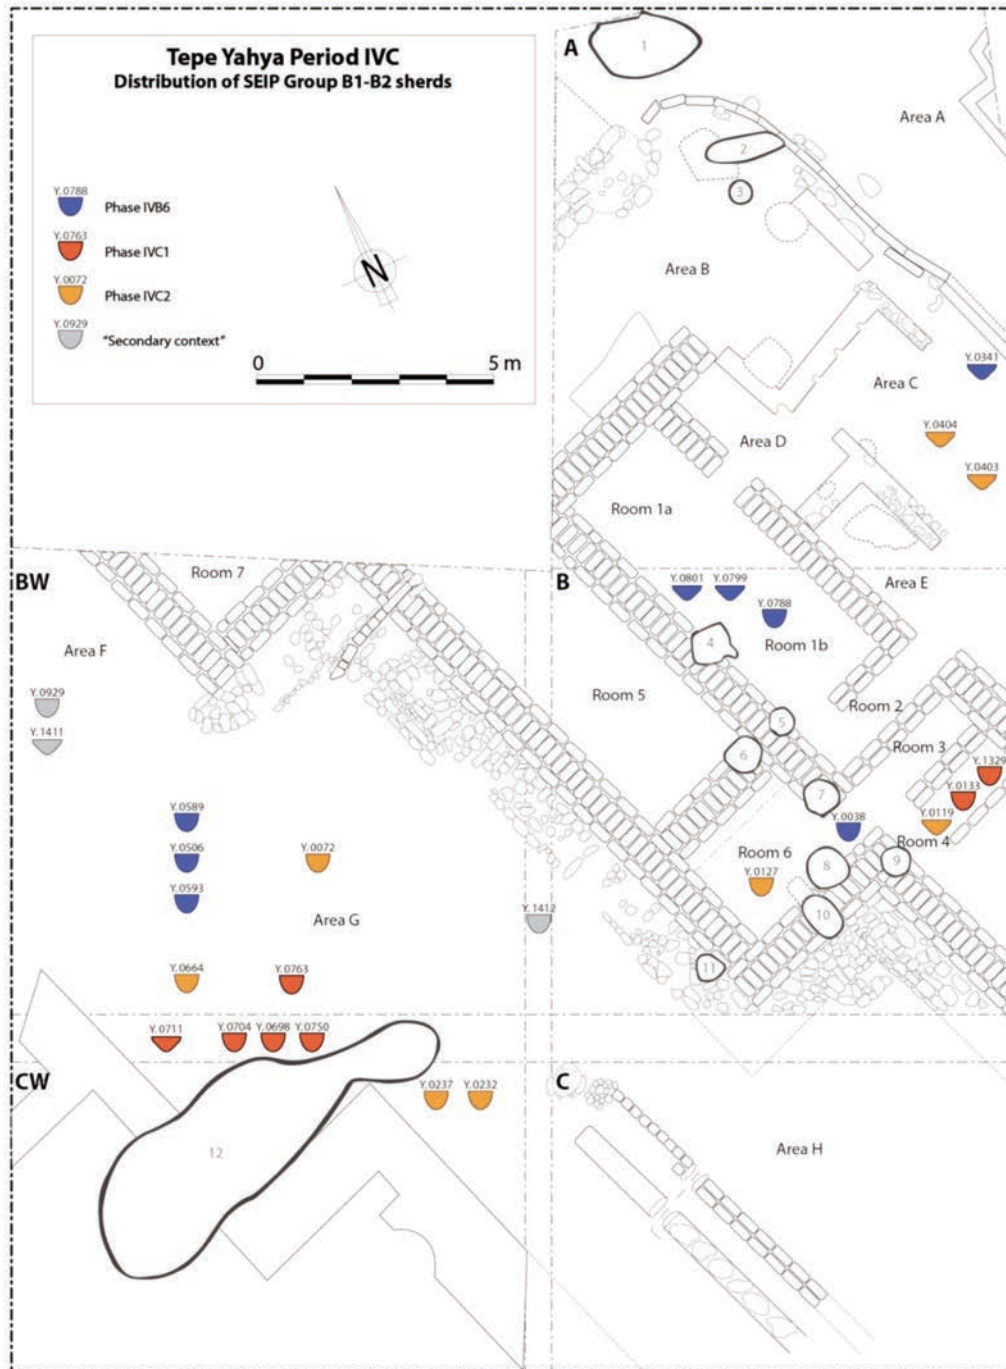 Tepe Yahya Period IVC
Distribution of SEIP Group B1-B2 sherds
Y. 0788
Phase IVB6
Y. 0763
Phase IVC1
Y. 0072
Phase IVC2
Y. 0929
"Secondary context"
N
0
5 m
A
1
Area A
2
3
Area B
Y. 0341
Area C
Y. 0404
Area D
Y. 0403
Room 1a
BW
Room 7
B
Area E
Y. 0801
Y. 0799
Y. 0788
Area F
4
Room 1b
Y. 0929
Room 5
Room 2
Y. 1411
5
Room 3
6
Y. 1329
7
Y. 0133
Y. 0589
Y. 0038
Y. 0119
Y. 0506
Y. 0072
Room 6
Room 4
8
9
Y. 0593
Y. 0127
Area G
Y. 1412
10
Y. 0664
Y. 0763
11
Y. 0711
Y. 0704
Y. 0698
Y. 0750
CW
C
Y. 0237
Y. 0232
12
Area H